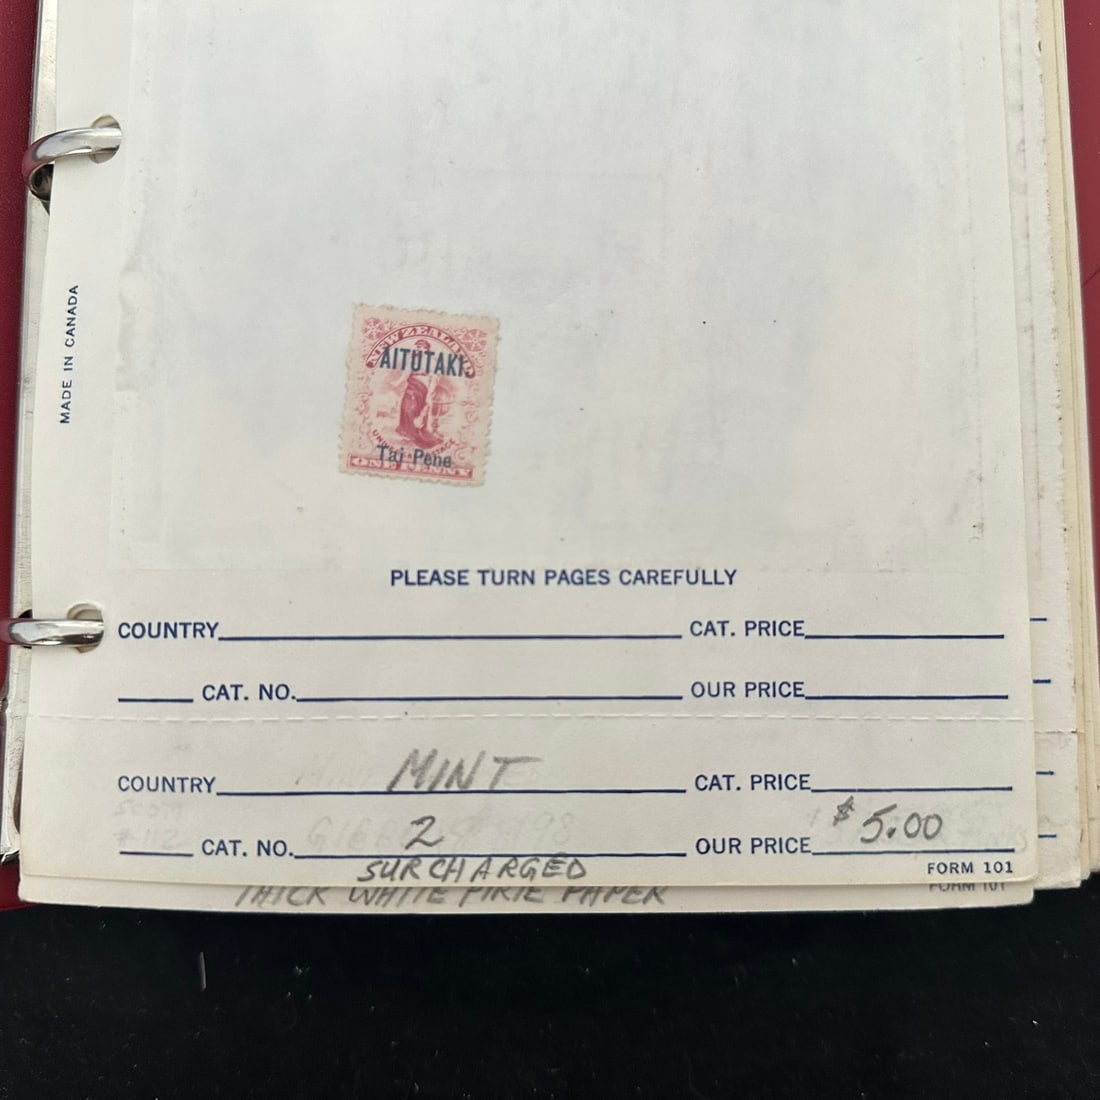 MADE IN CANADA
NEW ZEALAND
AITUTAKI.
Tai Pene
ONE PENNY
PLEASE TURN PAGES CAREFULLY
COUNTRY CAT. PRICE
CAT. NO. OUR PRICE
COUNTRY MINT CAT. PRICE
CAT. NO. 2 OUR PRICE $5.00
SURCHARGED FORM 101
THICK WHITE PIRIE PAPER FORM 101